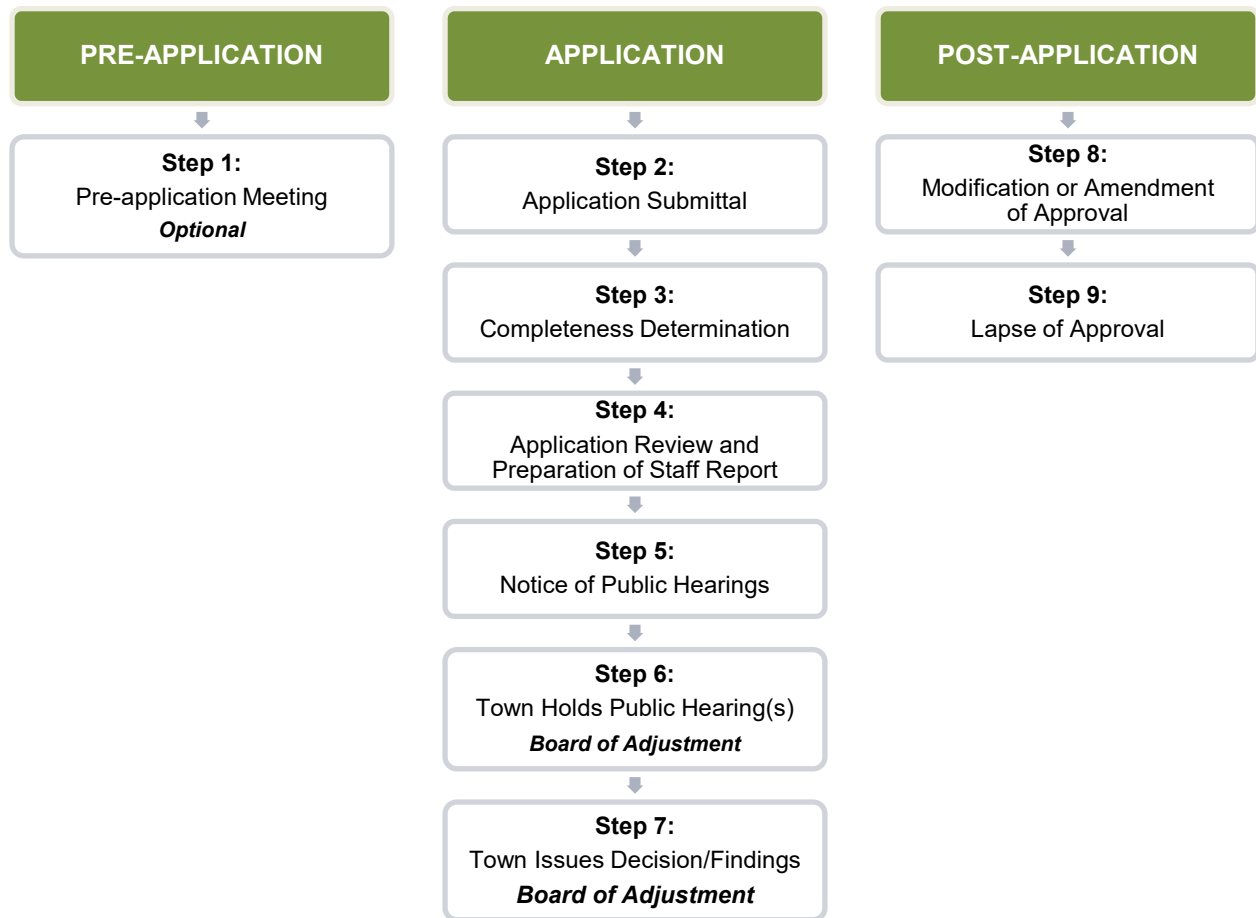 PRE-APPLICATION
Step 1:
Pre-application Meeting
Optional
APPLICATION
Step 2:
Application Submittal
Step 3:
Completeness Determination
Step 4:
Application Review and
Preparation of Staff Report
Step 5:
Notice of Public Hearings
Step 6:
Town Holds Public Hearing(s)
Board of Adjustment
Step 7:
Town Issues Decision/Findings
Board of Adjustment
POST-APPLICATION
Step 8:
Modification or Amendment
of Approval
Step 9:
Lapse of Approval